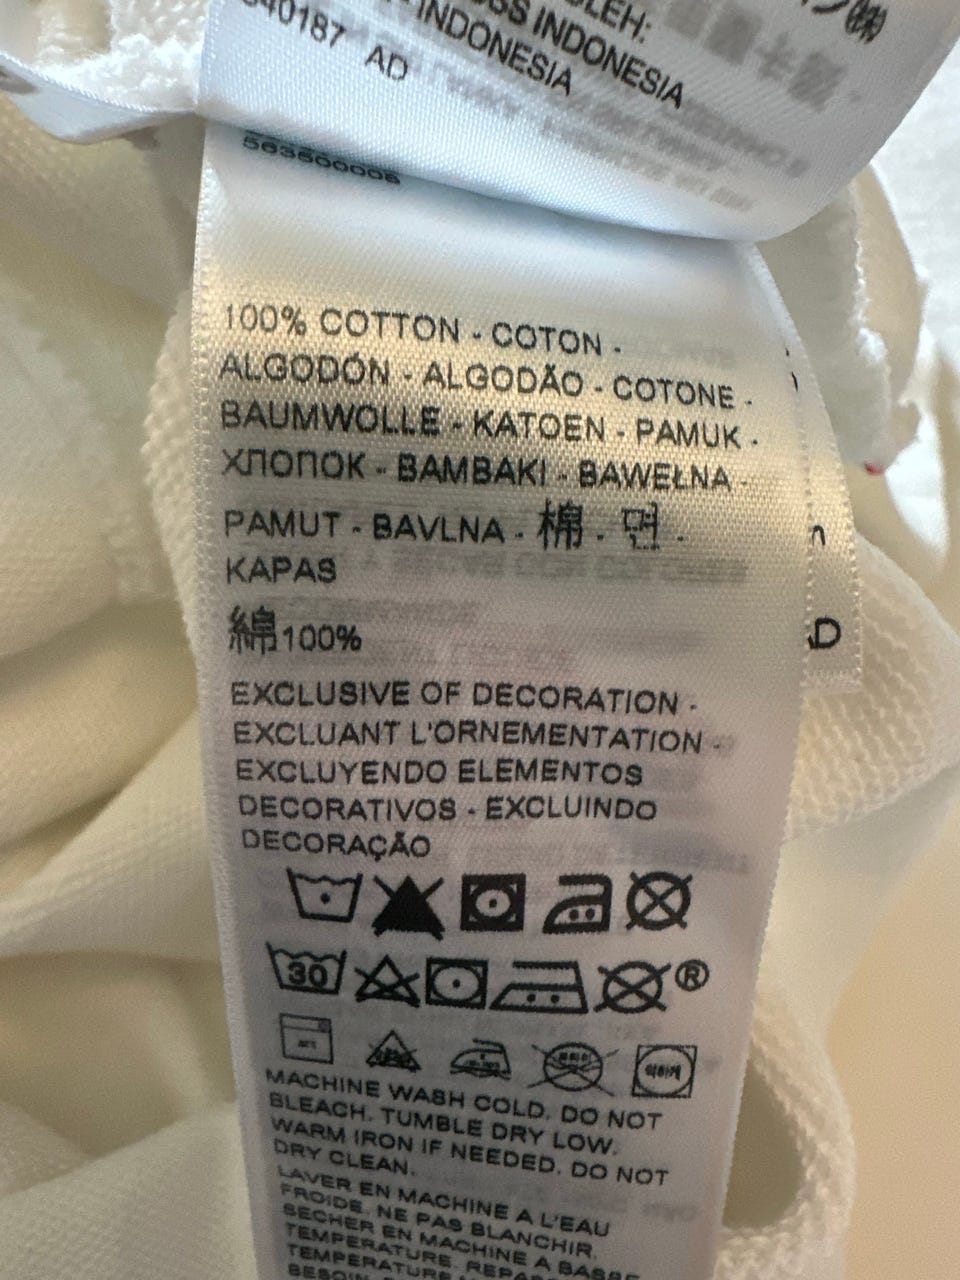 OLEH:
OSS INDONESIA
INDONESIA
340187 AD
563600006
100% COTTON - COTON -
ALGODÓN - ALGODÃO - COTONE -
BAUMWOLLE - KATOEN - PAMUK -
ХЛОПОК - BAMBAKI - BAWEŁNA -
PAMUT - BAVLNA - 棉 - 면 -
KAPAS
綿100%
EXCLUSIVE OF DECORATION -
EXCLUANT L'ORNEMENTATION -
EXCLUYENDO ELEMENTOS
DECORATIVOS - EXCLUINDO
DECORAÇÃO
30
®
MACHINE WASH COLD. DO NOT
BLEACH. TUMBLE DRY LOW.
WARM IRON IF NEEDED. DO NOT
DRY CLEAN.
LAVER EN MACHINE A L'EAU
FROIDE. NE PAS BLANCHIR.
SECHER EN MACHINE A BASSE
TEMPERATURE.